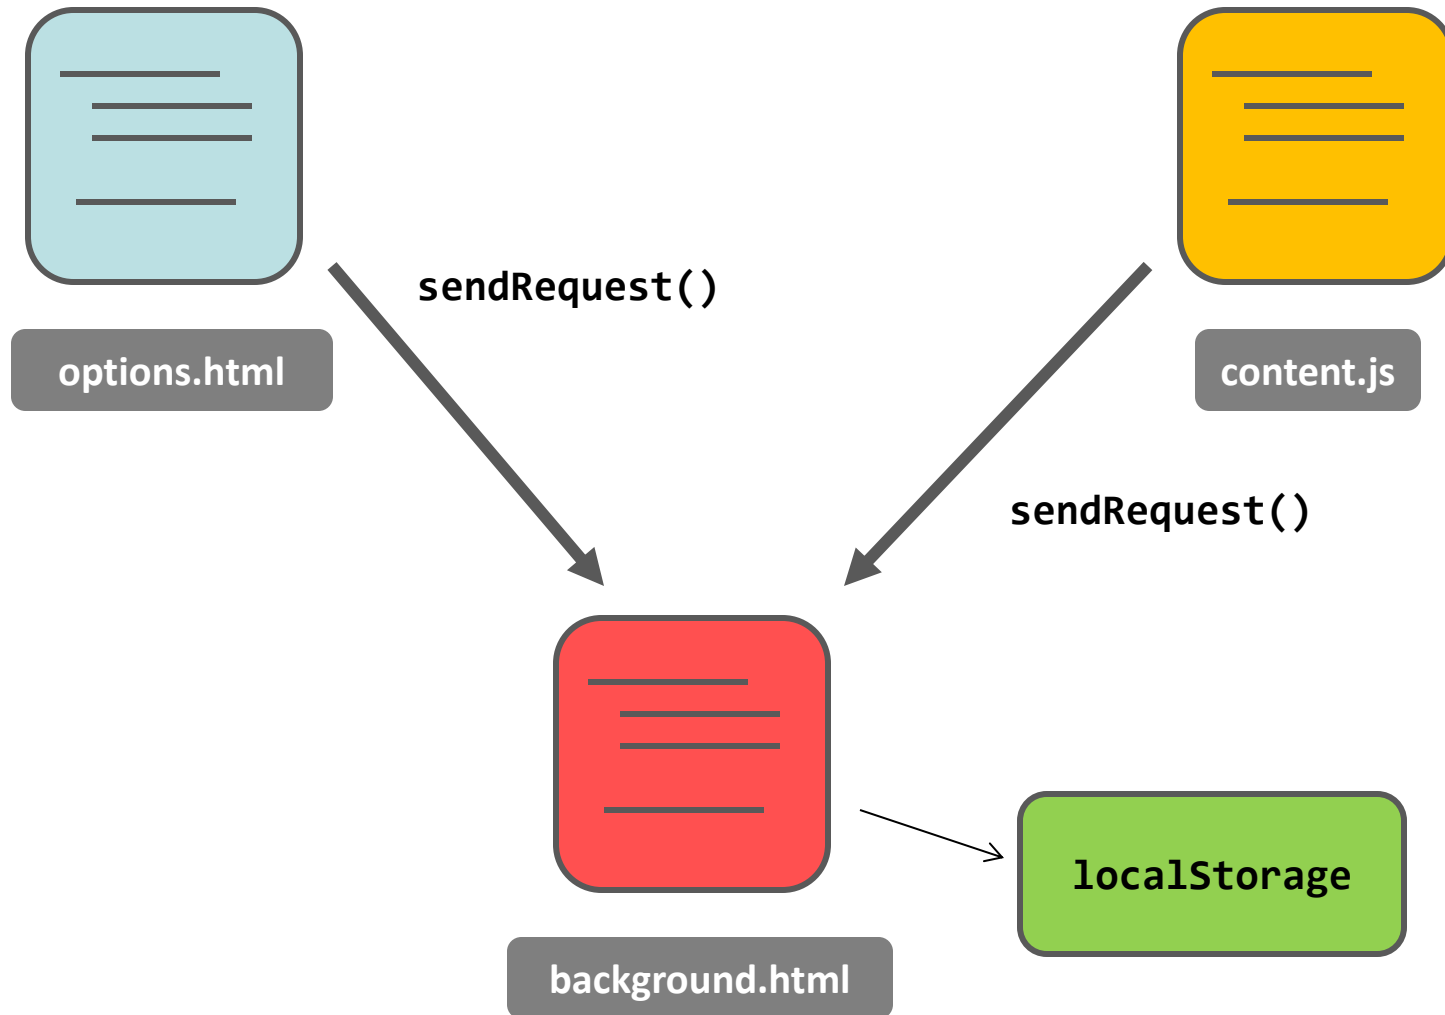 sendRequest()
options.html
content.js
sendRequest()
localStorage
background.html